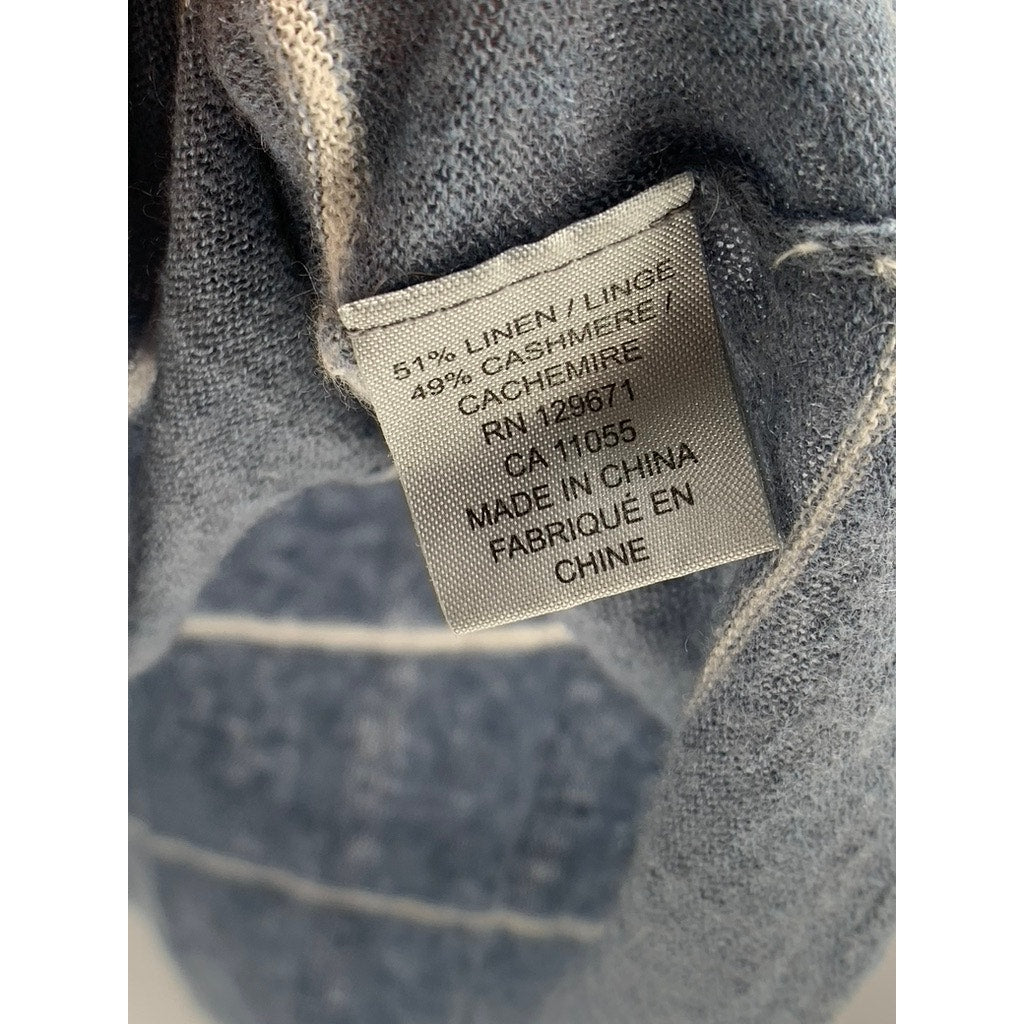 51% LINEN / LINGE
49% CASHMERE /
CACHEMIRE
RN 129671
CA 11055
MADE IN CHINA
FABRIQUÉ EN
CHINE